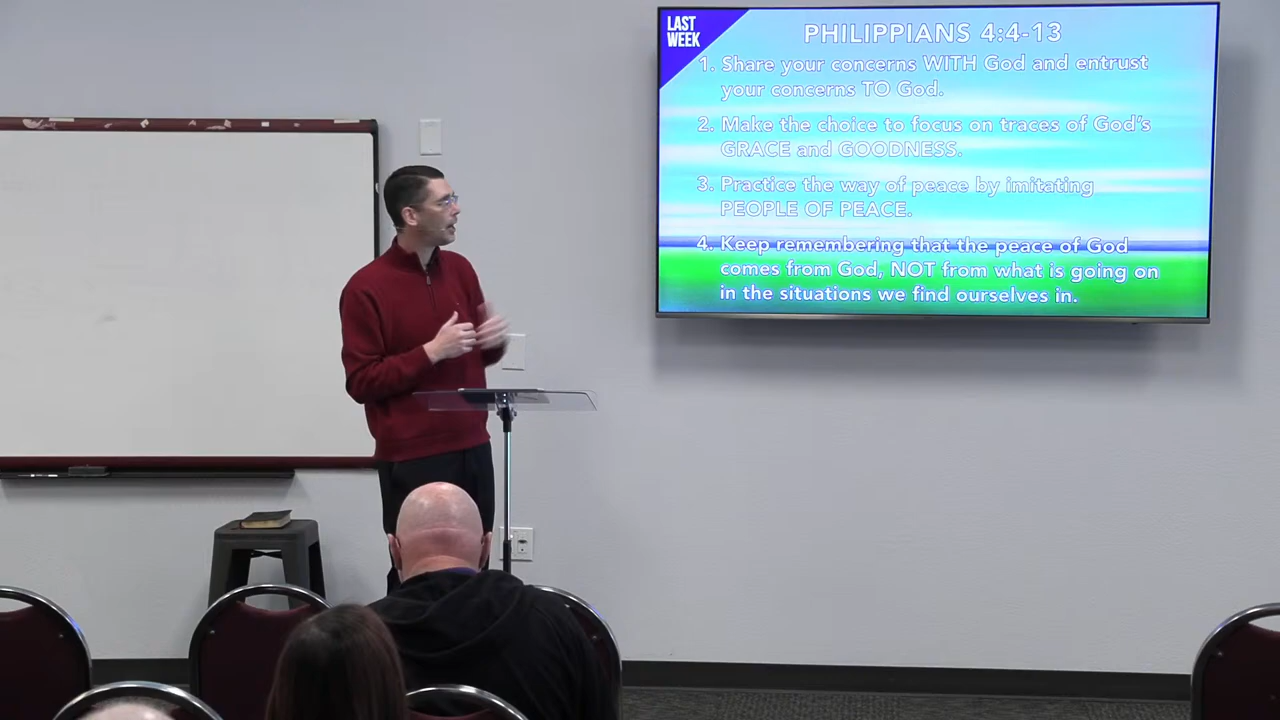 LAST
WEEK
PHILIPPIANS 4:4-13
1. Share your concerns WITH God and entrust
your concerns TO God.
2. Make the choice to focus on traces of God's
GRACE and GOODNESS.
3. Practice the way of peace by imitating
PEOPLE OF PEACE.
4. Keep remembering that the peace of God
comes from God, NOT from what is going on
in the situations we find ourselves in.